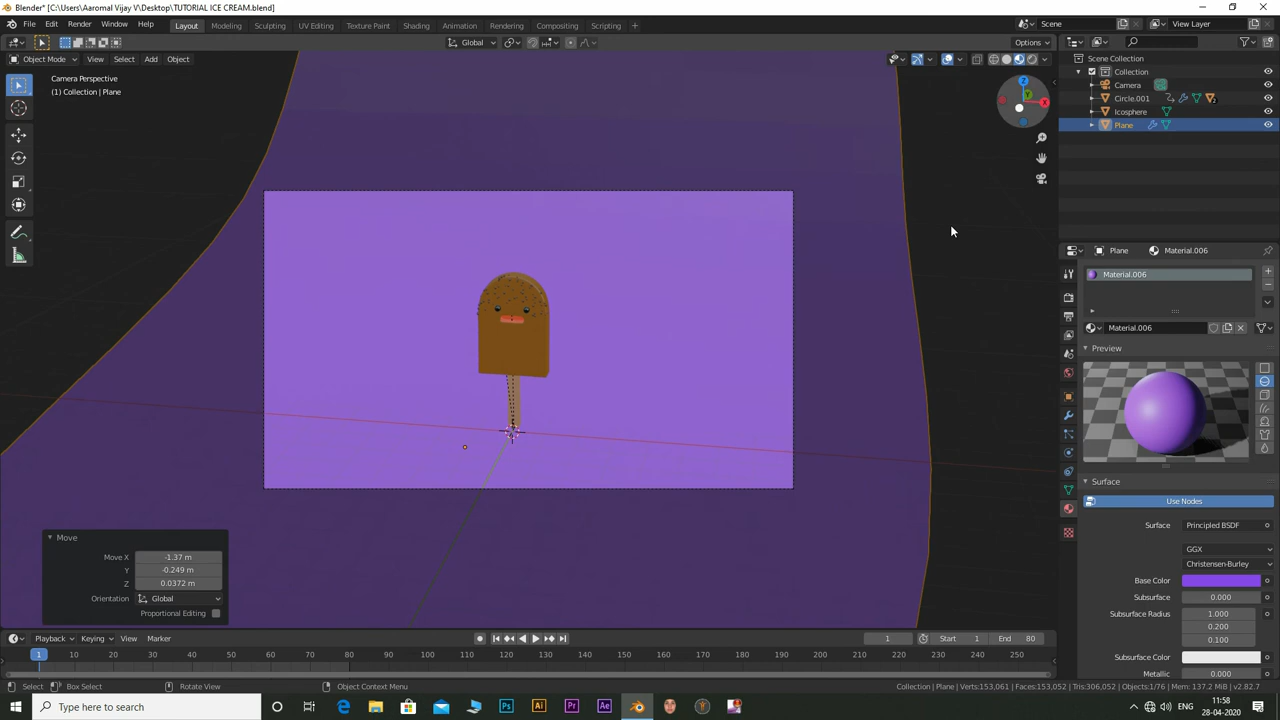 Blender* [C:\Users\Aaromal Vijay V\Desktop\TUTORIAL ICE CREAM.blend]
File Edit Render Window Help Layout Modeling Sculpting UV Editing Texture Paint Shading Animation Rendering Compositing Scripting + Scene View Layer
Global Options
Object Mode View Select Add Object
Camera Perspective
(1) Collection | Plane
X
Y
Z
Scene Collection
Collection
Camera
Circle.001
Icosphere
Plane
Plane Material.006
Material.006
Material.006
Preview
Surface
Use Nodes
Surface Principled BSDF
GGX
Christensen-Burley
Base Color
Subsurface 0.000
Subsurface Radius 1.000
0.200
0.100
Subsurface Color
Metallic 0.000
Move
Move X -1.37 m
Y -0.249 m
Z 0.0372 m
Orientation Global
Proportional Editing
Playback Keying View Marker 1 Start 1 End 80
1 10 20 30 40 50 60 70 80 90 100 110 120 130 140 150 160 170 180 190 200 210 220 230 240 250
Select Box Select Rotate View Object Context Menu Collection | Plane | Verts:153,061 | Faces:153,052 | Tris:306,052 | Objects:1/76 | Mem: 137.2 MiB | v2.82.7
Type here to search
Ps Ai Pr Ae
ENG
11:58
28-04-2020